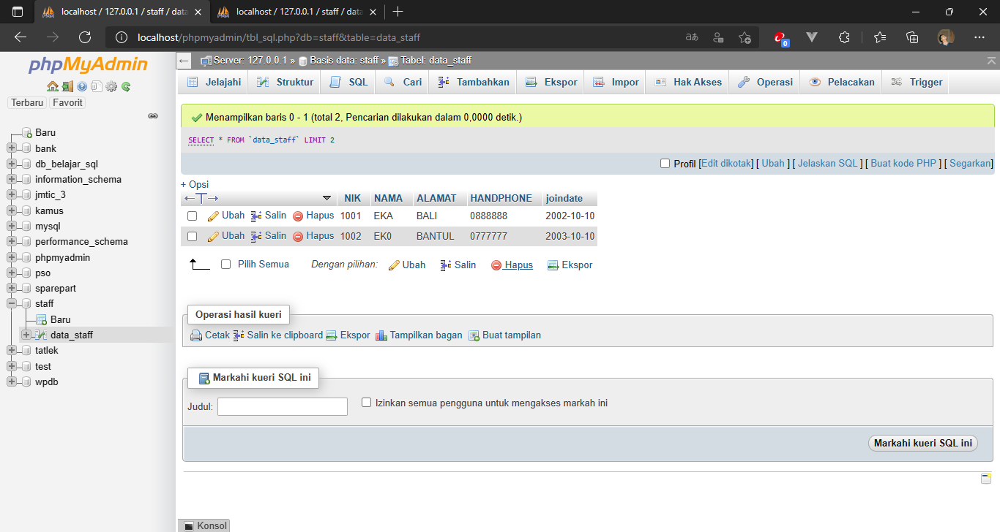 localhost / 127.0.0.1 / staff / data
localhost / 127.0.0.1 / staff / data
localhost/phpmyadmin/tbl_sql.php?db=staff&table=data_staff
aあ
0
phpMyAdmin
Terbaru Favorit
Baru
bank
db_belajar_sql
information_schema
jmtic_3
kamus
mysql
performance_schema
phpmyadmin
pso
sparepart
staff
Baru
data_staff
tatlek
test
wpdb
Server: 127.0.0.1 » Basis data: staff » Tabel: data_staff
Jelajahi Struktur SQL Cari Tambahkan Ekspor Impor Hak Akses Operasi Pelacakan Trigger
Menampilkan baris 0 - 1 (total 2, Pencarian dilakukan dalam 0,0000 detik.)
SELECT * FROM `data_staff` LIMIT 2
Profil [Edit dikotak] [ Ubah ] [ Jelaskan SQL ] [ Buat kode PHP ] [ Segarkan]
+ Opsi
←T→ NIK NAMA ALAMAT HANDPHONE joindate
Ubah Salin Hapus 1001 EKA BALI 0888888 2002-10-10
Ubah Salin Hapus 1002 EK0 BANTUL 0777777 2003-10-10
Pilih Semua Dengan pilihan: Ubah Salin Hapus Ekspor
Operasi hasil kueri
Cetak Salin ke clipboard Ekspor Tampilkan bagan Buat tampilan
Markahi kueri SQL ini
Judul: Izinkan semua pengguna untuk mengakses markah ini
Markahi kueri SQL ini
Konsol